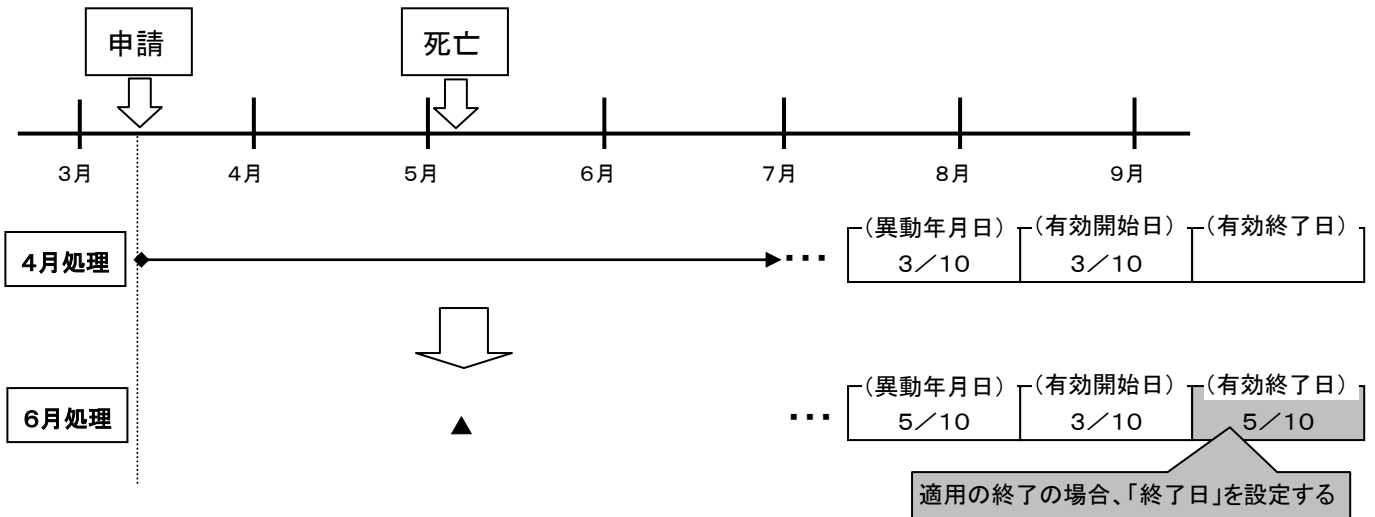 申請
死亡
3月
4月
5月
6月
7月
8月
9月
4月処理
･･･
(異動年月日)
(有効開始日)
(有効終了日)
3／10
3／10
6月処理
･･･
(異動年月日)
(有効開始日)
(有効終了日)
5／10
3／10
5／10
適用の終了の場合、「終了日」を設定する